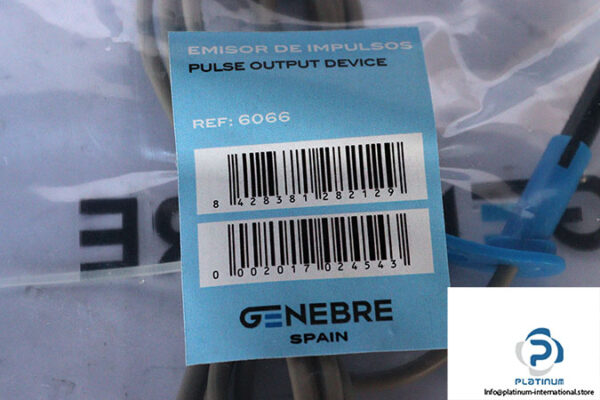 EMISOR DE IMPULSOS
PULSE OUTPUT DEVICE
REF: 6066
8 428381 282129
0 002017 024543
GENEBRE
SPAIN
PLATINUM
Info@platinum-international.store